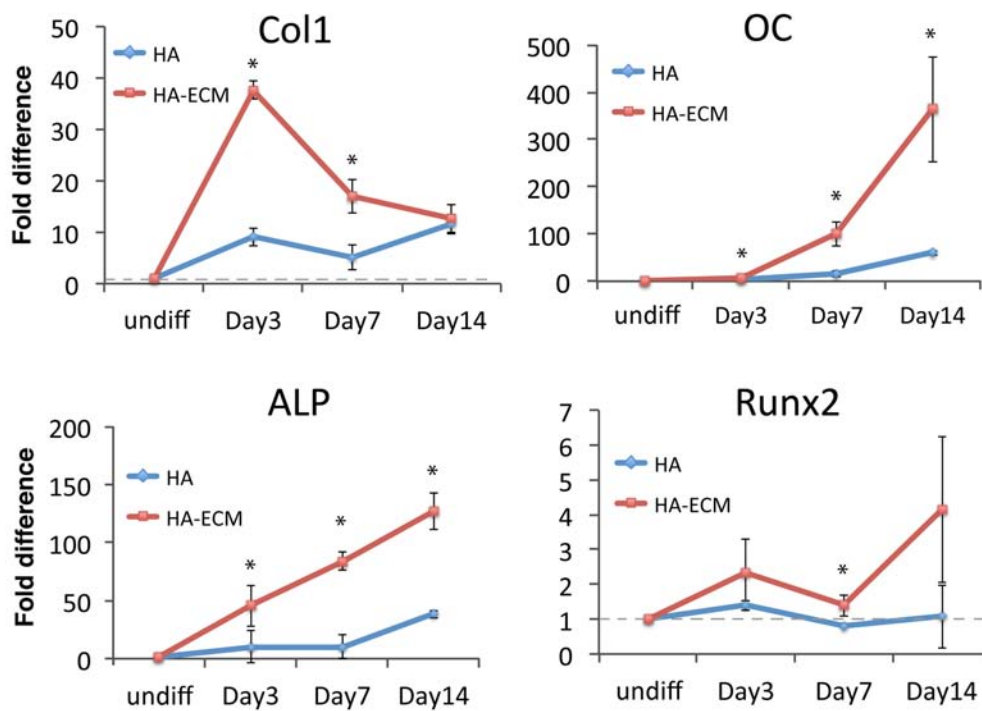 Col1
HA
HA-ECM
*
*
Fold difference
50
40
30
20
10
0
undiff Day3 Day7 Day14
OC
HA
HA-ECM
*
*
*
500
400
300
200
100
0
undiff Day3 Day7 Day14
ALP
HA
HA-ECM
*
*
*
Fold difference
200
150
100
50
0
undiff Day3 Day7 Day14
Runx2
HA
HA-ECM
*
7
6
5
4
3
2
1
0
undiff Day3 Day7 Day14